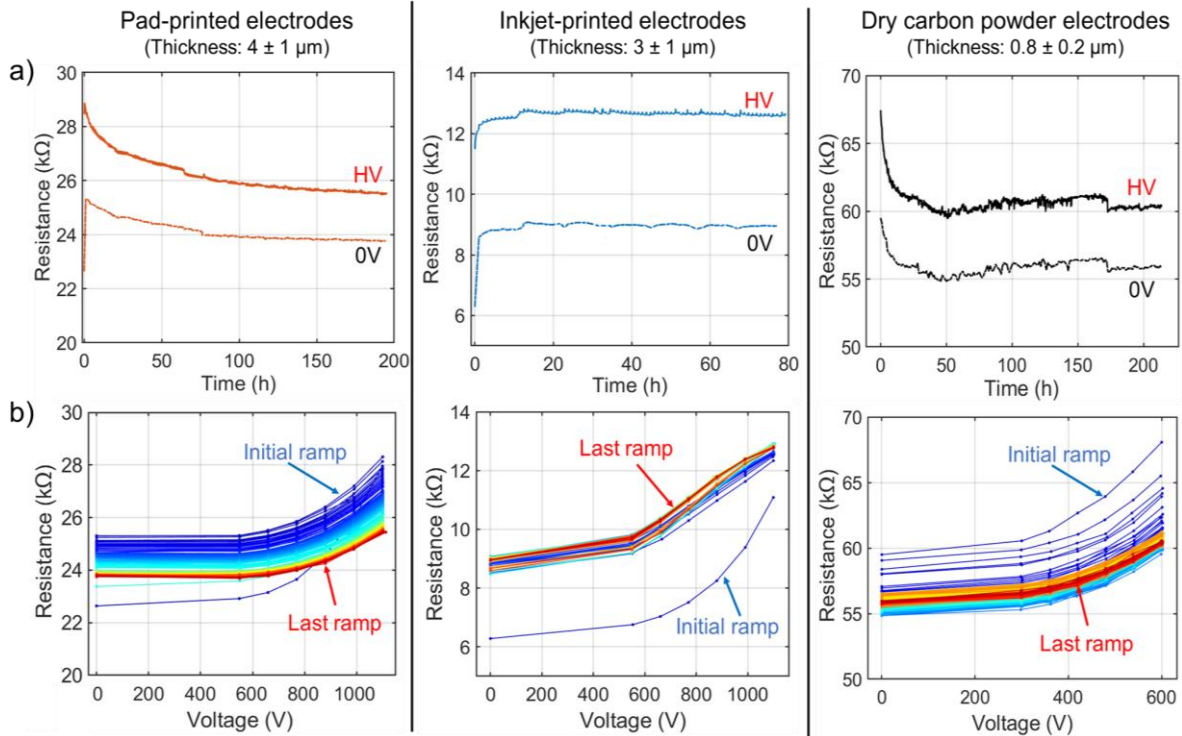 Pad-printed electrodes
(Thickness: 4 ± 1 µm)
Inkjet-printed electrodes
(Thickness: 3 ± 1 µm)
Dry carbon powder electrodes
(Thickness: 0.8 ± 0.2 µm)
a)
30
28
26
24
22
20
Resistance (kΩ)
HV
0V
0 50 100 150 200
Time (h)
14
12
10
8
6
Resistance (kΩ)
HV
0V
0 20 40 60 80
Time (h)
70
65
60
55
50
Resistance (kΩ)
HV
0V
0 50 100 150 200
Time (h)
b)
30
28
26
24
22
20
Resistance (kΩ)
Initial ramp
Last ramp
0 200 400 600 800 1000
Voltage (V)
14
12
10
8
6
Resistance (kΩ)
Last ramp
Initial ramp
0 200 400 600 800 1000
Voltage (V)
70
65
60
55
50
Resistance (kΩ)
Initial ramp
Last ramp
0 200 400 600
Voltage (V)